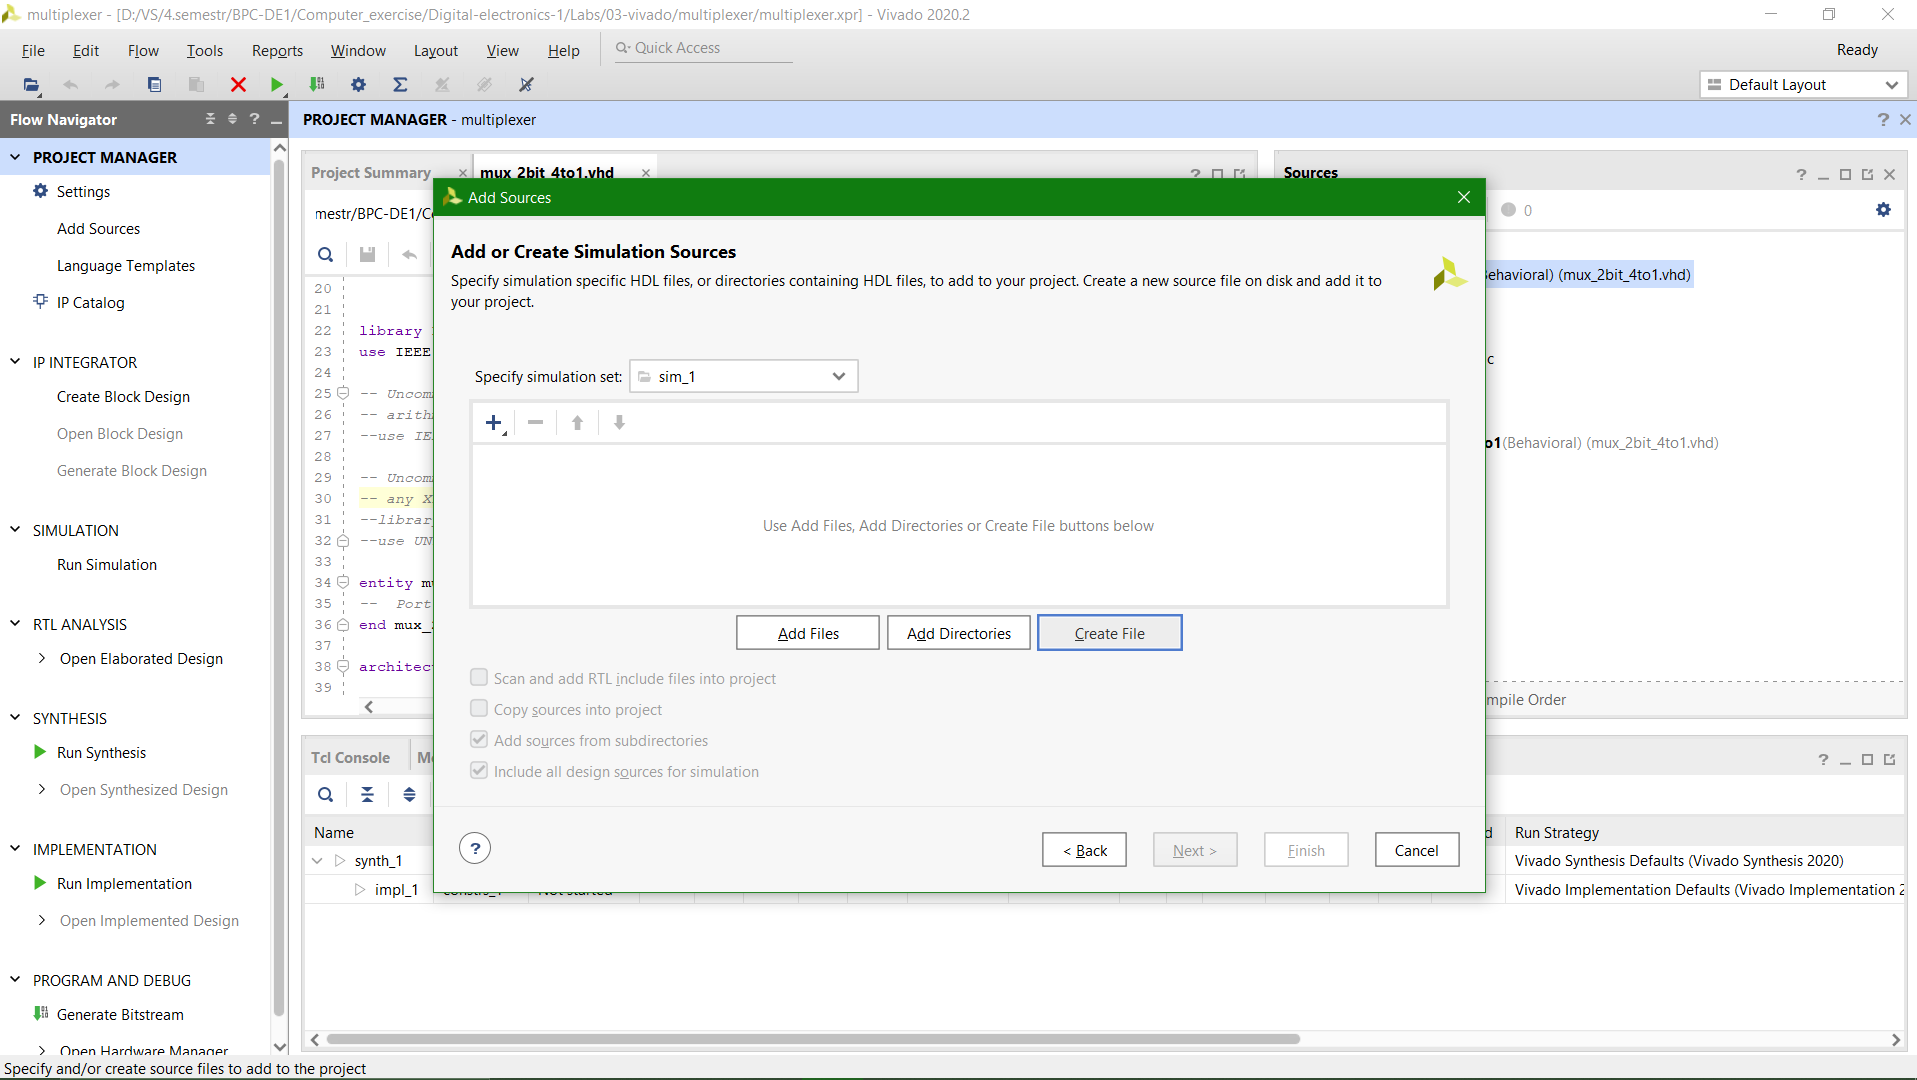 multiplexer - [D:/VS/4.semestr/BPC-DE1/Computer_exercise/Digital-electronics-1/Labs/03-vivado/multiplexer/multiplexer.xpr] - Vivado 2020.2
File Edit Flow Tools Reports Window Layout View Help Quick Access Ready
Default Layout
Flow Navigator ? PROJECT MANAGER - multiplexer ?
PROJECT MANAGER
Settings
Add Sources
Language Templates
IP Catalog
IP INTEGRATOR
Create Block Design
Open Block Design
Generate Block Design
SIMULATION
Run Simulation
RTL ANALYSIS
Open Elaborated Design
SYNTHESIS
Run Synthesis
Open Synthesized Design
IMPLEMENTATION
Run Implementation
Open Implemented Design
PROGRAM AND DEBUG
Generate Bitstream
Open Hardware Manager
Project Summary mux_2bit_4to1.vhd ?
mestr/BPC-DE1/C
20
21
22 library
23 use IEEE
24
25 -- Uncom
26 -- arith
27 --use IE
28
29 -- Uncom
30 -- any X
31 --librar
32 --use UN
33
34 entity m
35 -- Port
36 end mux_
37
38 architec
39
Sources ?
0
Behavioral) (mux_2bit_4to1.vhd)
c
o1(Behavioral) (mux_2bit_4to1.vhd)
mpile Order
Add Sources
Add or Create Simulation Sources
Specify simulation specific HDL files, or directories containing HDL files, to add to your project. Create a new source file on disk and add it to
your project.
Specify simulation set: sim_1
Use Add Files, Add Directories or Create File buttons below
Add Files Add Directories Create File
Scan and add RTL include files into project
Copy sources into project
Add sources from subdirectories
Include all design sources for simulation
? < Back Next > Finish Cancel
Tcl Console M ?
Name d Run Strategy
synth_1 Vivado Synthesis Defaults (Vivado Synthesis 2020)
impl_1 constrs_1 Not started Vivado Implementation Defaults (Vivado Implementation 2
Specify and/or create source files to add to the project